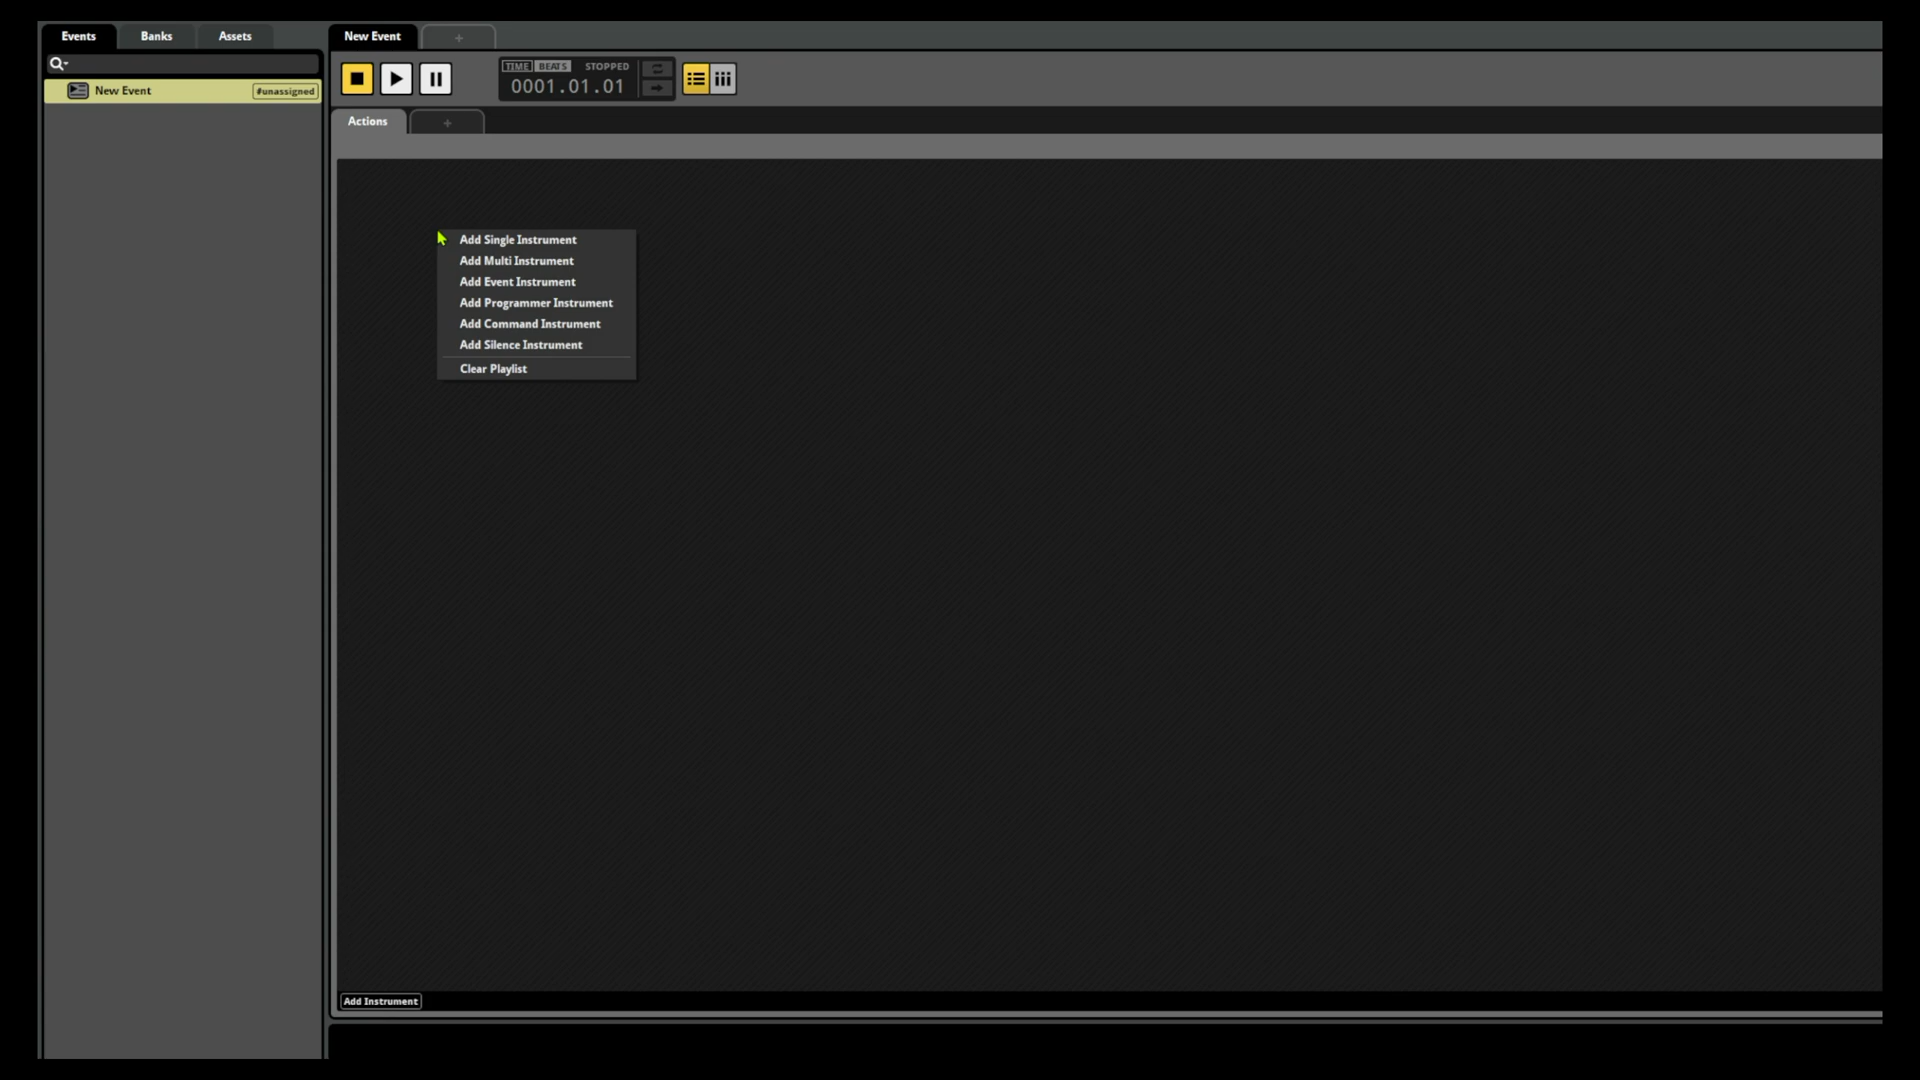 Events Banks Assets
New Event #unassigned
New Event +
TIME BEATS STOPPED
0001.01.01
Actions +
Add Single Instrument
Add Multi Instrument
Add Event Instrument
Add Programmer Instrument
Add Command Instrument
Add Silence Instrument
Clear Playlist
Add Instrument